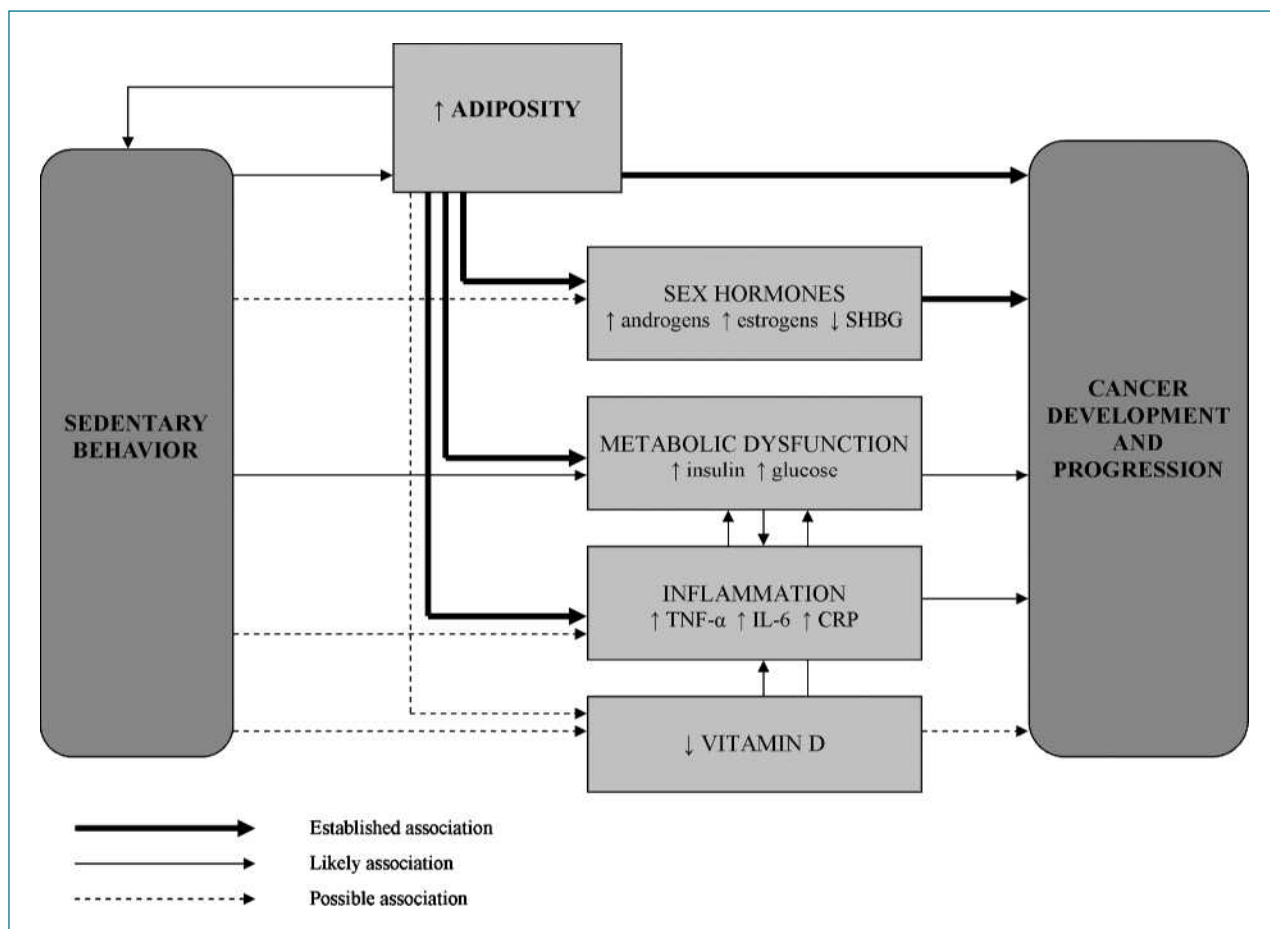 ↑ ADIPOSITY
SEX HORMONES
↑ androgens ↑ estrogens ↓ SHBG
SEDENTARY
BEHAVIOR
METABOLIC DYSFUNCTION
↑ insulin ↑ glucose
INFLAMMATION
↑ TNF-α ↑ IL-6 ↑ CRP
↓ VITAMIN D
CANCER
DEVELOPMENT
AND
PROGRESSION
Established association
Likely association
Possible association